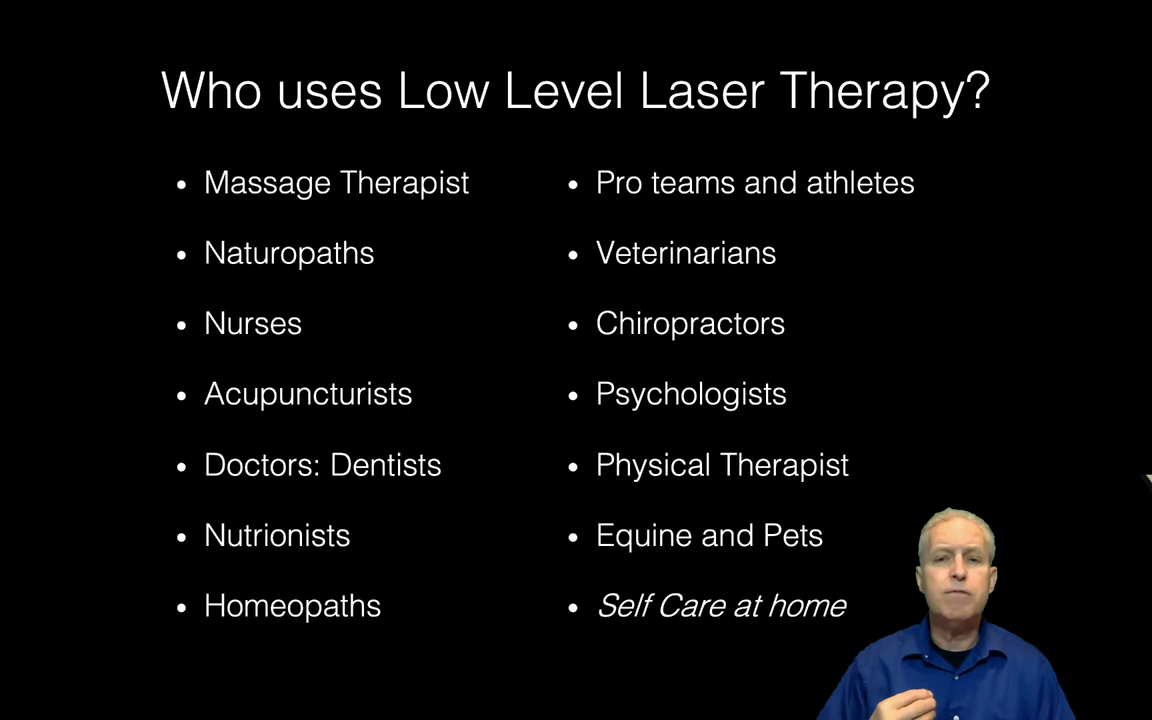 Who uses Low Level Laser Therapy?
• Massage Therapist
• Naturopaths
• Nurses
• Acupuncturists
• Doctors: Dentists
• Nutrionists
• Homeopaths
• Pro teams and athletes
• Veterinarians
• Chiropractors
• Psychologists
• Physical Therapist
• Equine and Pets
• Self Care at home